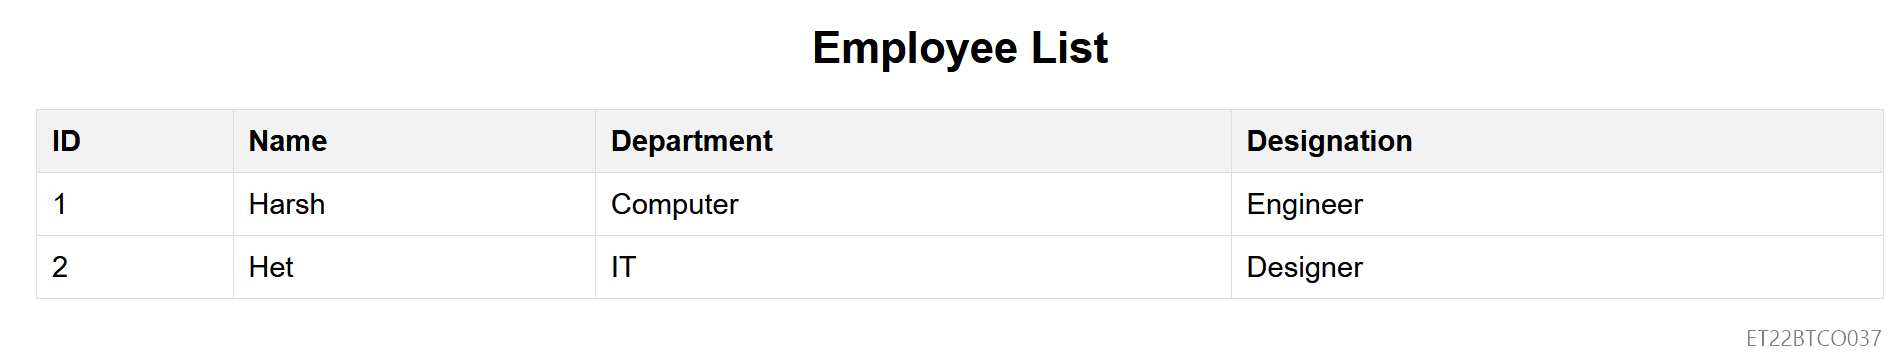 Employee List
ID Name Department Designation
1 Harsh Computer Engineer
2 Het IT Designer
ET22BTCO037